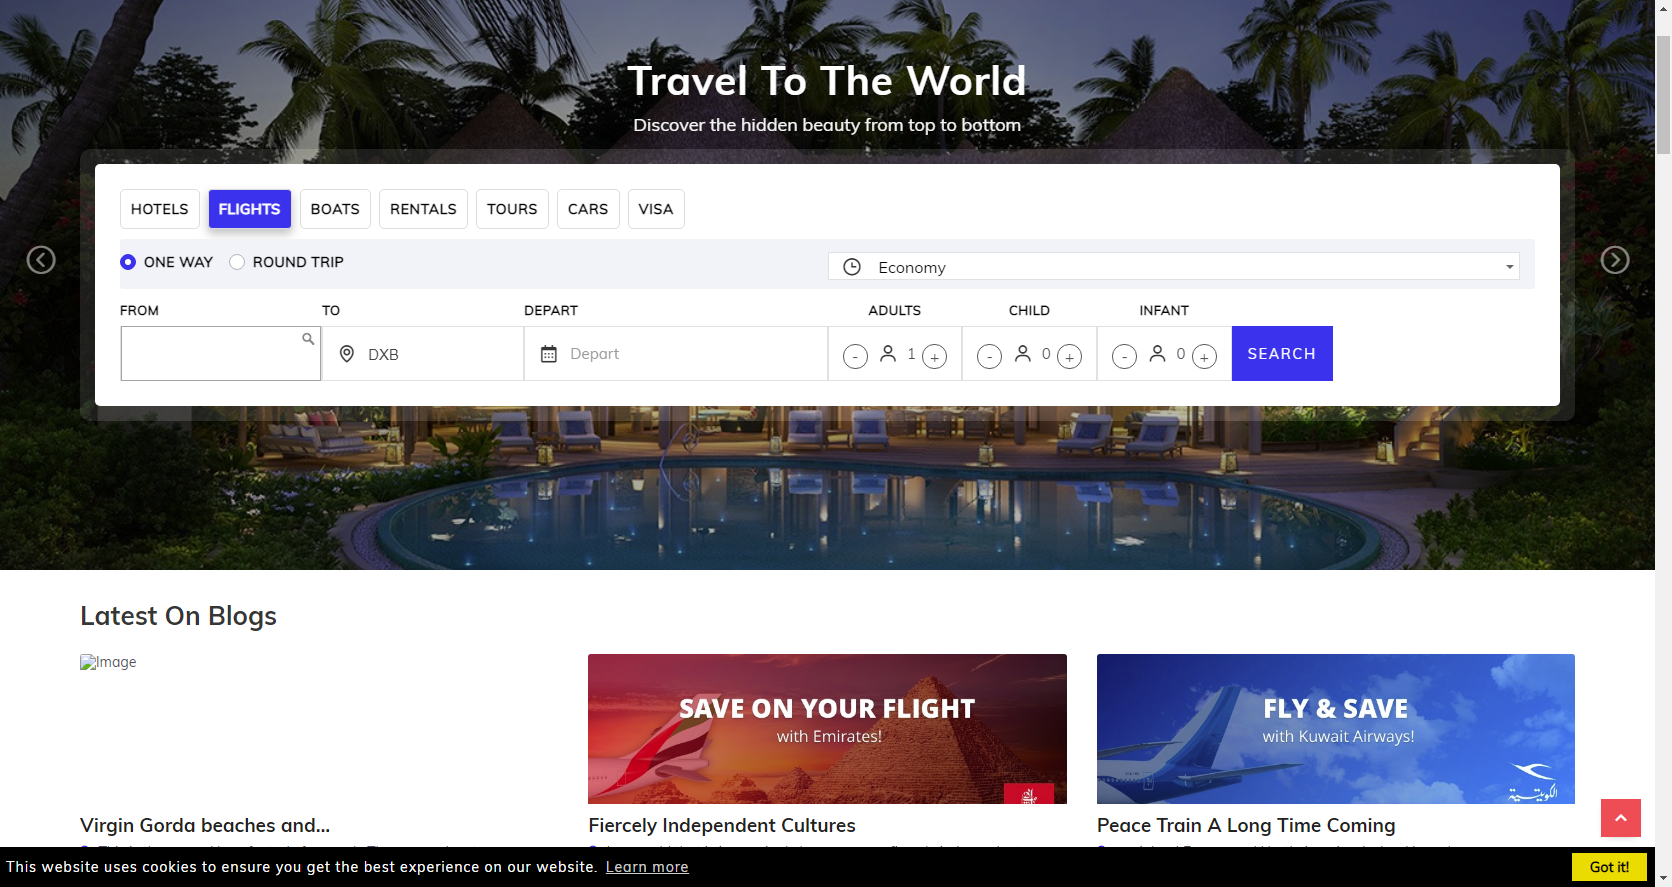 Travel To The World
Discover the hidden beauty from top to bottom
HOTELS FLIGHTS BOATS RENTALS TOURS CARS VISA
ONE WAY ROUND TRIP Economy
FROM TO DEPART ADULTS CHILD INFANT
DXB Depart - 1 + - 0 + - 0 + SEARCH
Latest On Blogs
Image
SAVE ON YOUR FLIGHT
with Emirates!
FLY & SAVE
with Kuwait Airways!
الكويتية
Virgin Gorda beaches and...
Fiercely Independent Cultures
Peace Train A Long Time Coming
This website uses cookies to ensure you get the best experience on our website. Learn more Got it!